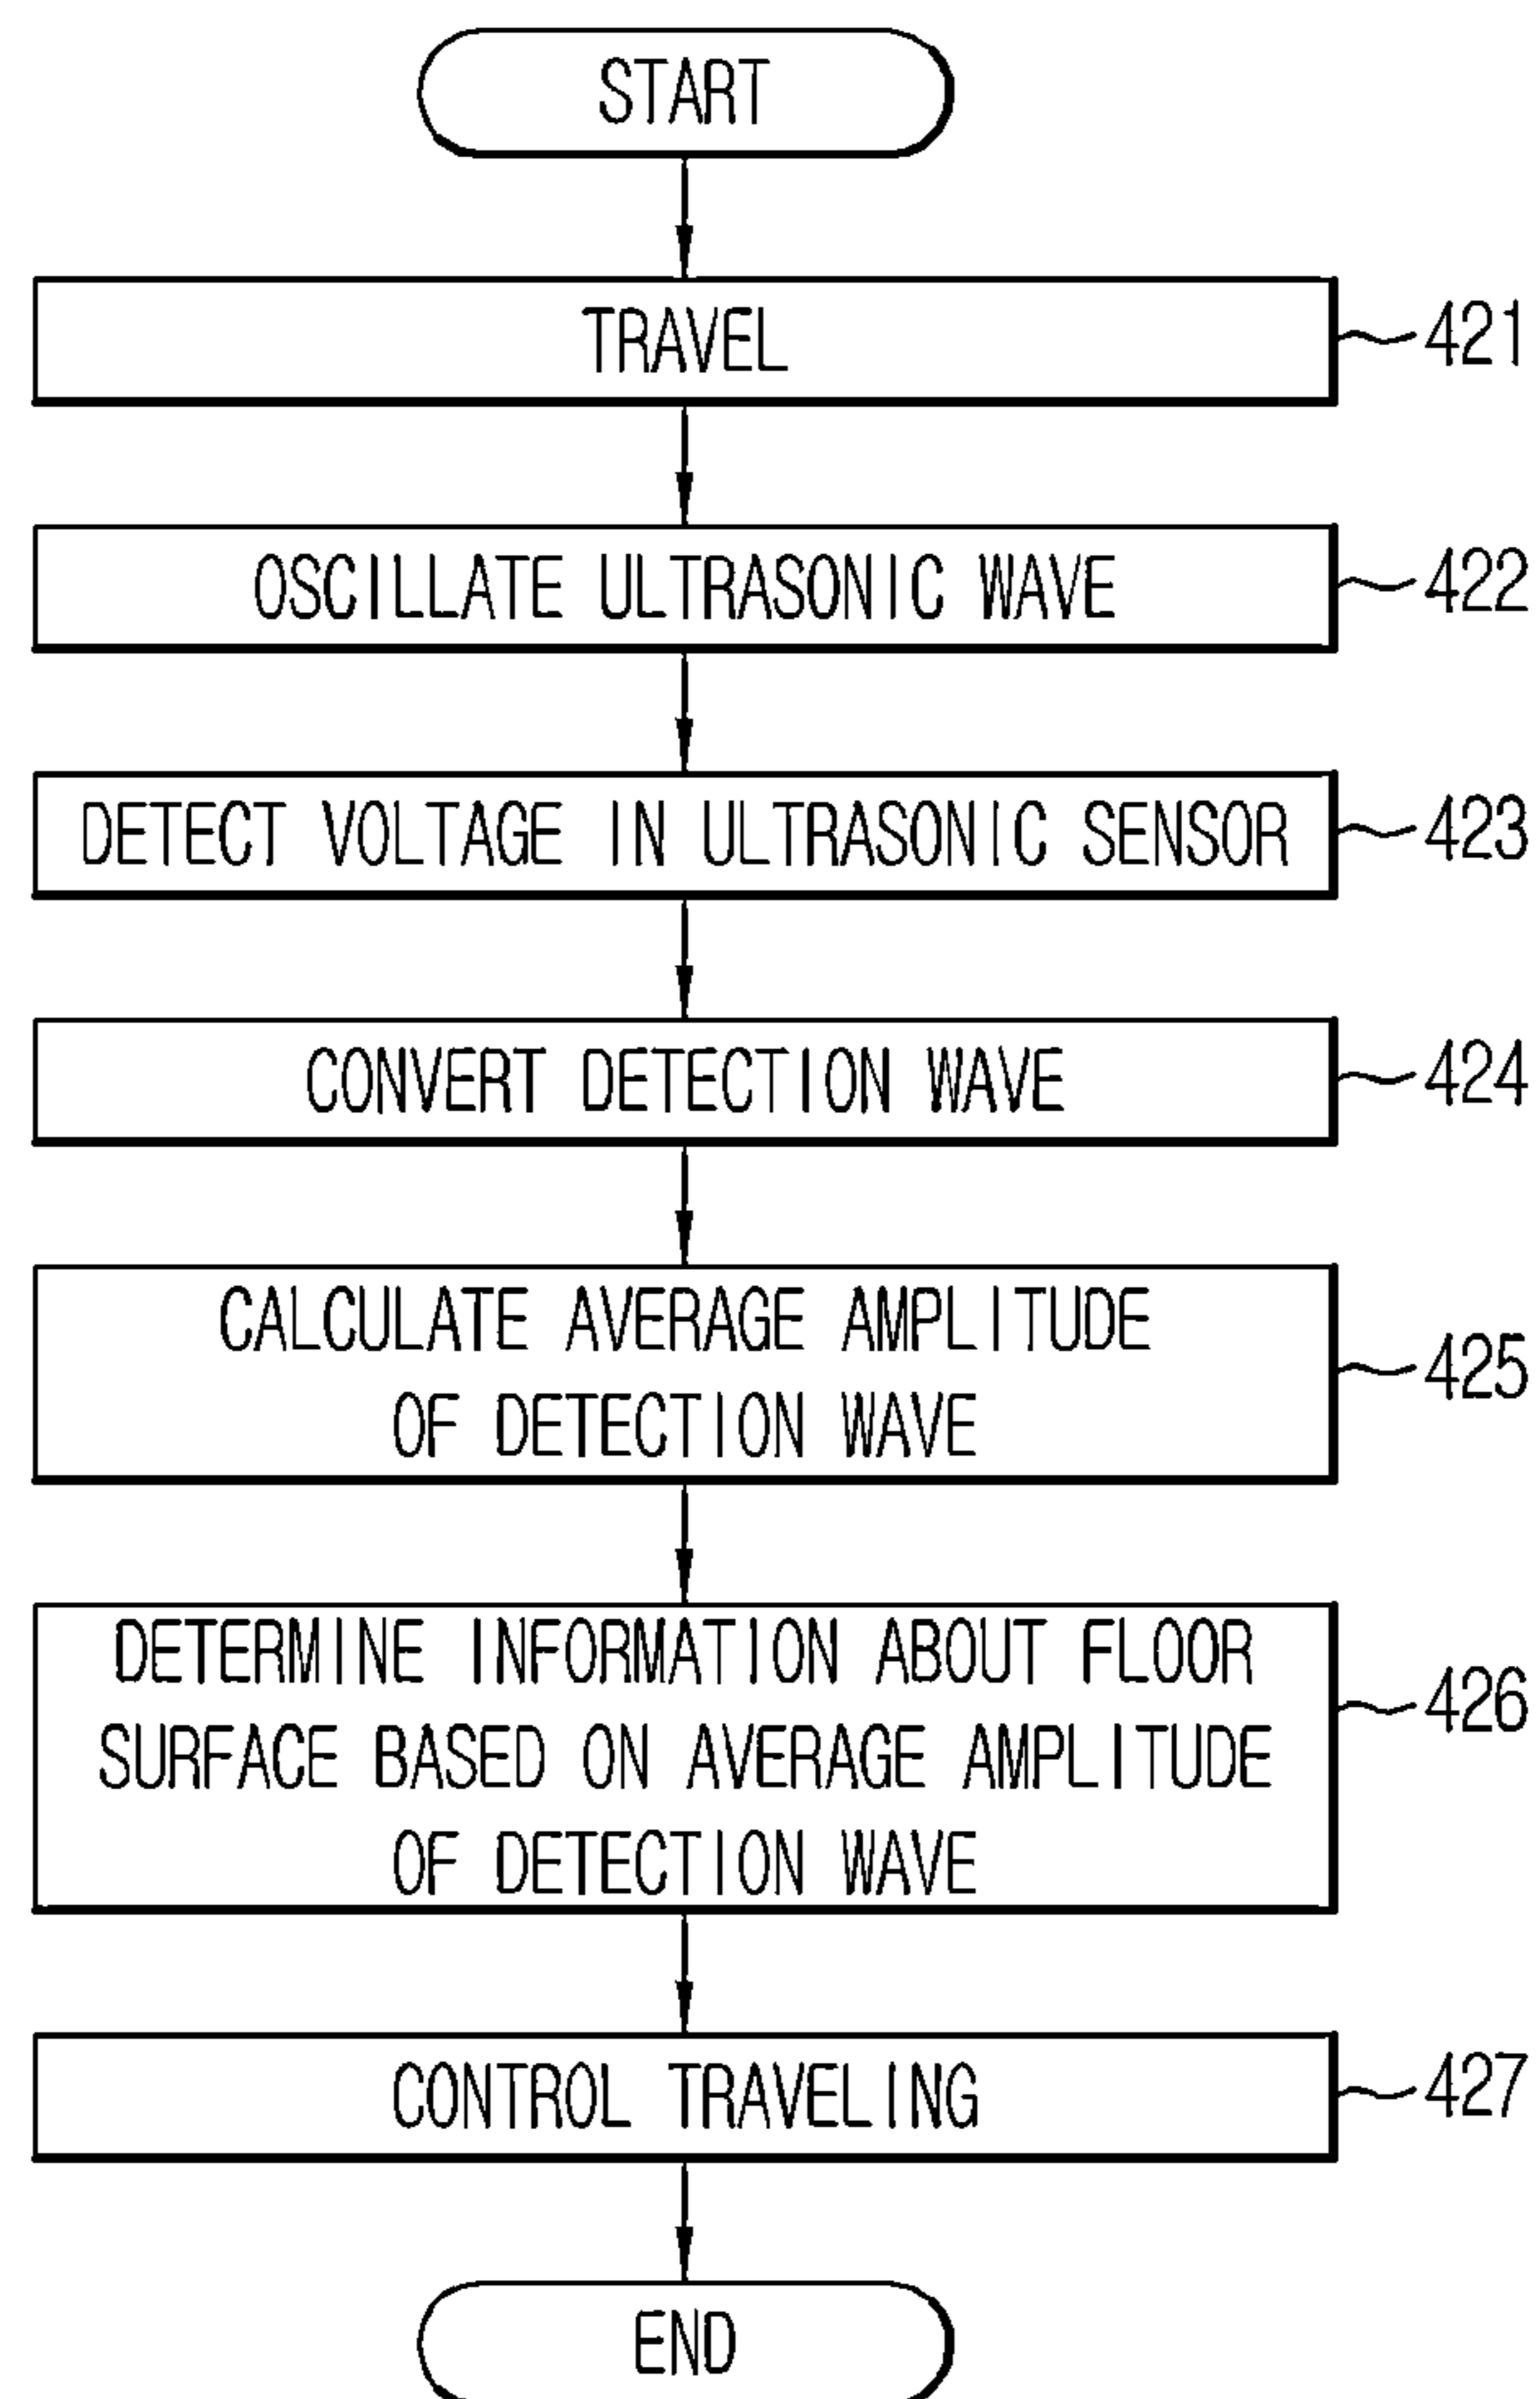 START
TRAVEL
421
OSCILLATE ULTRASONIC WAVE
422
DETECT VOLTAGE IN ULTRASONIC SENSOR
423
CONVERT DETECTION WAVE
424
CALCULATE AVERAGE AMPLITUDE
OF DETECTION WAVE
425
DETERMINE INFORMATION ABOUT FLOOR
SURFACE BASED ON AVERAGE AMPLITUDE
OF DETECTION WAVE
426
CONTROL TRAVELING
427
END